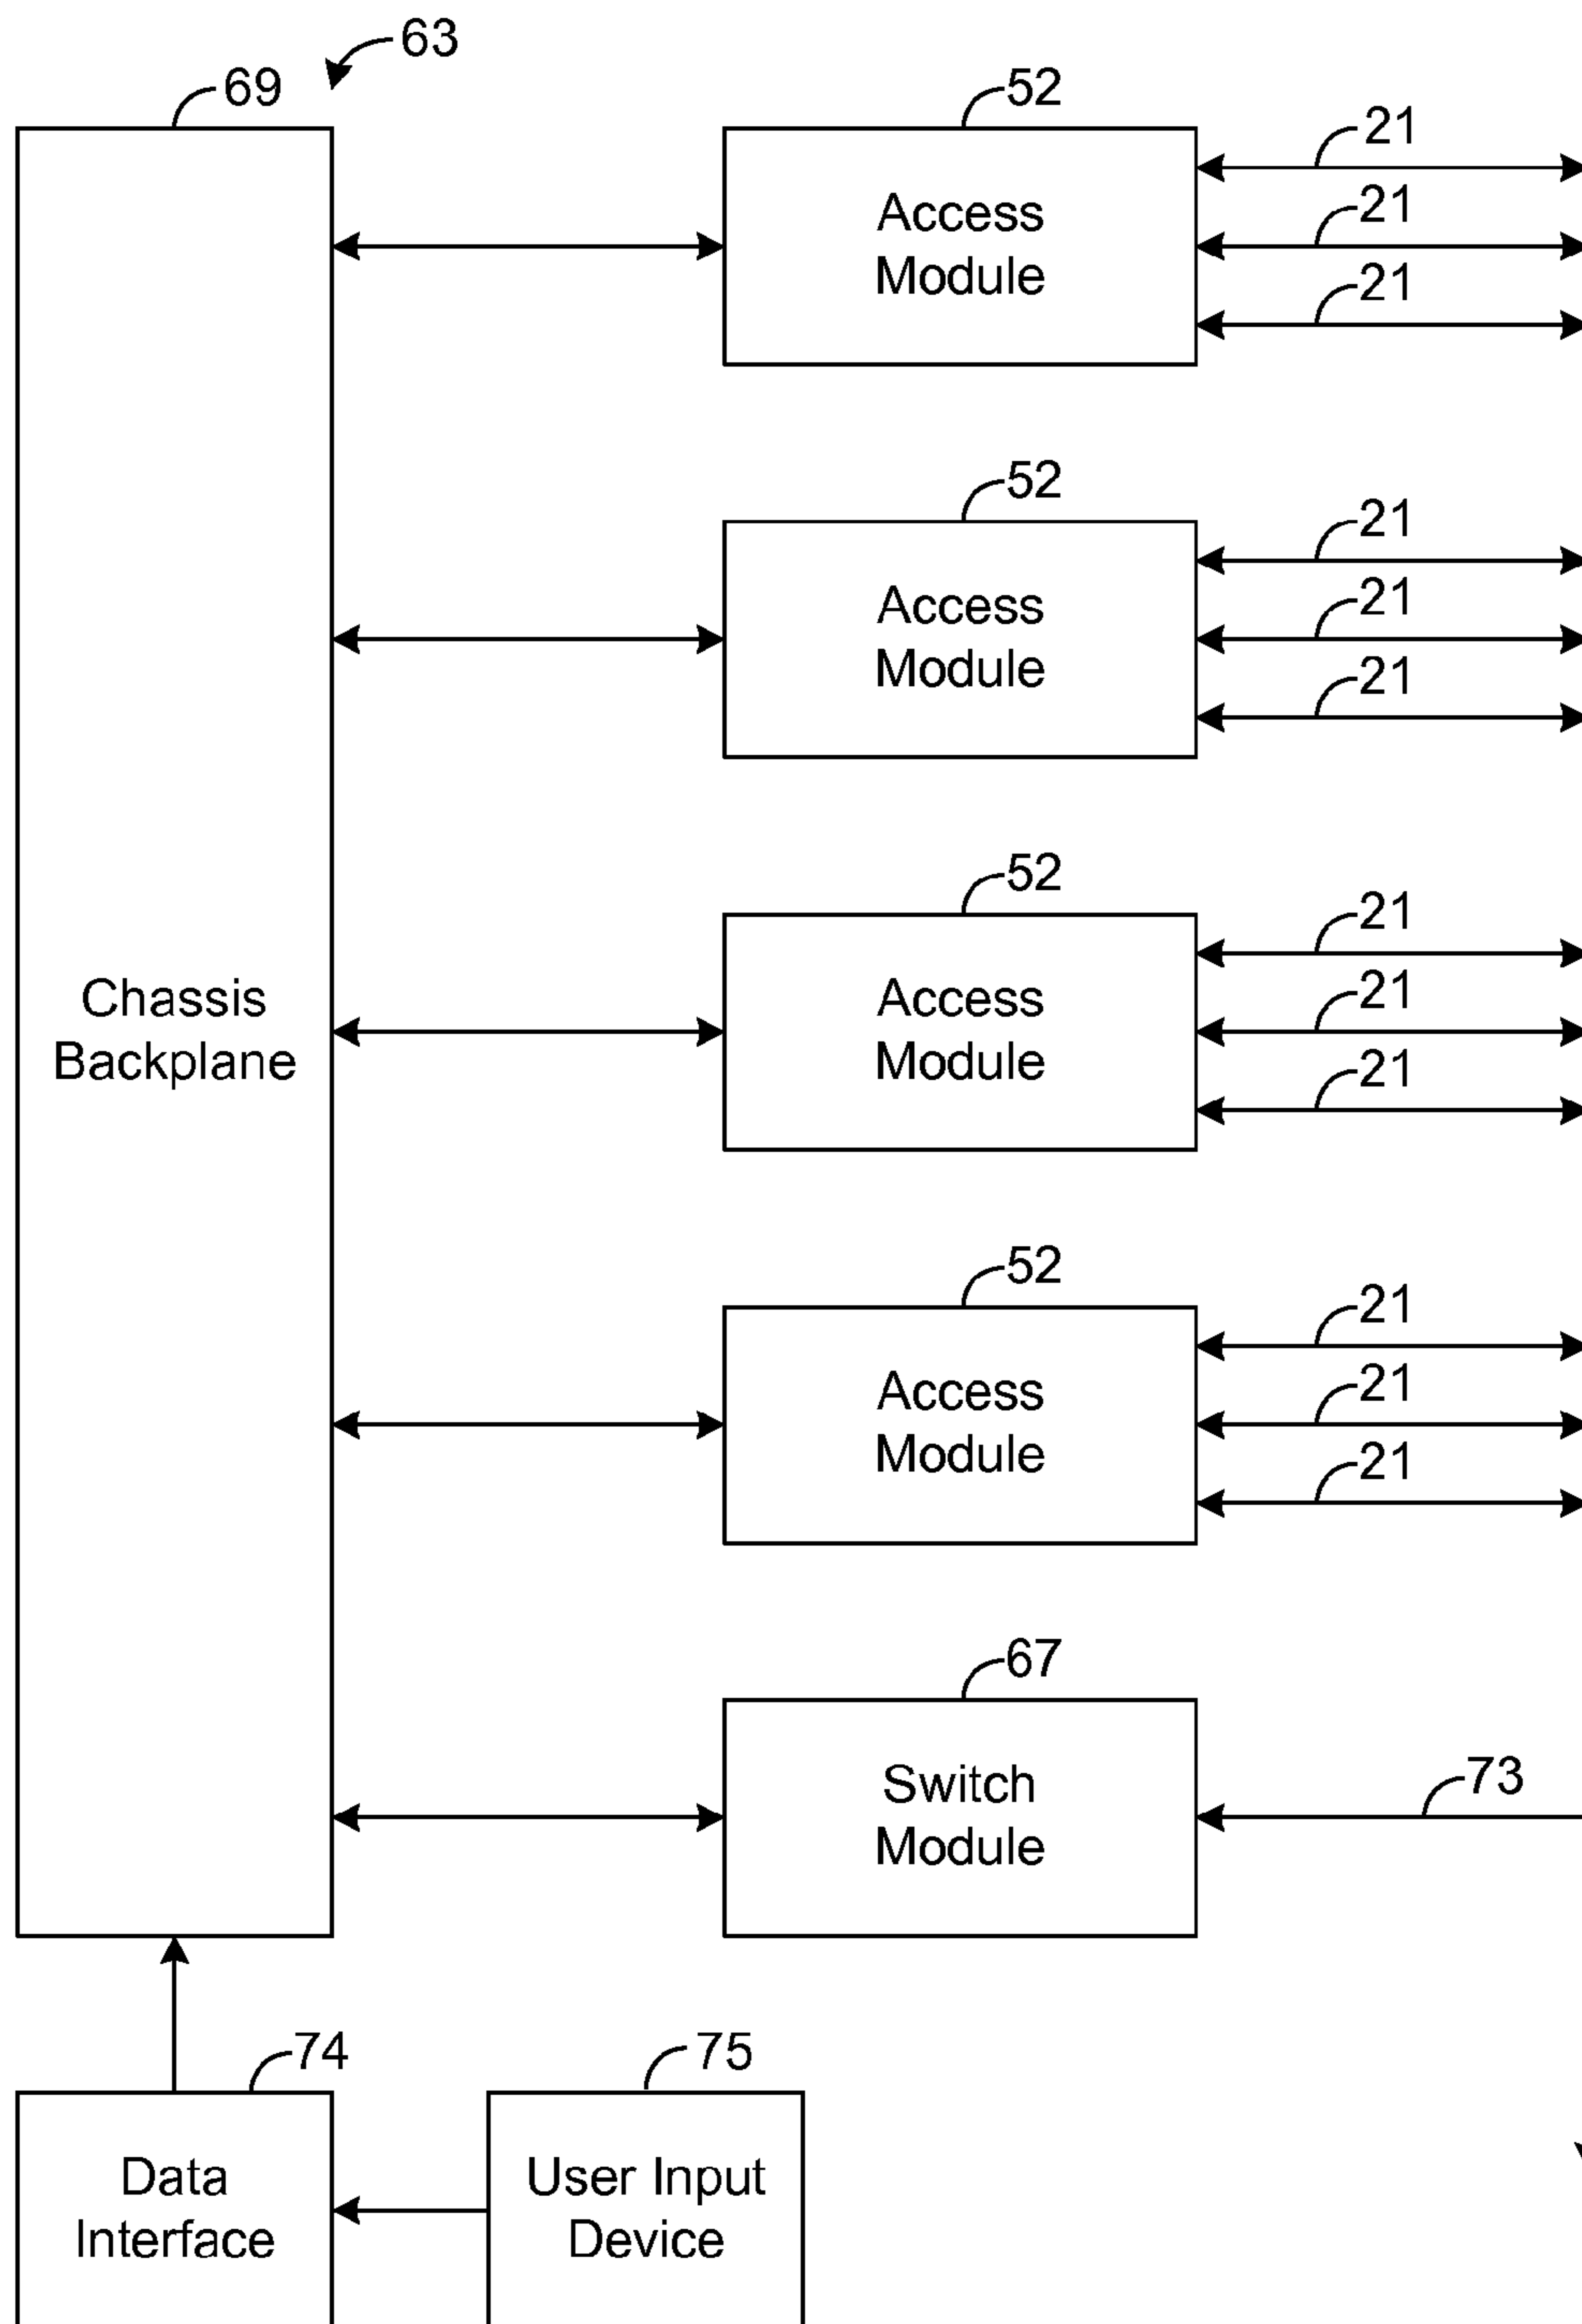 63
69
52
21
Access
Module
21
21
52
21
Access
Module
21
21
52
21
Chassis
Backplane
Access
Module
21
21
52
21
Access
Module
21
21
67
Switch
Module
73
74
75
Data
Interface
User Input
Device